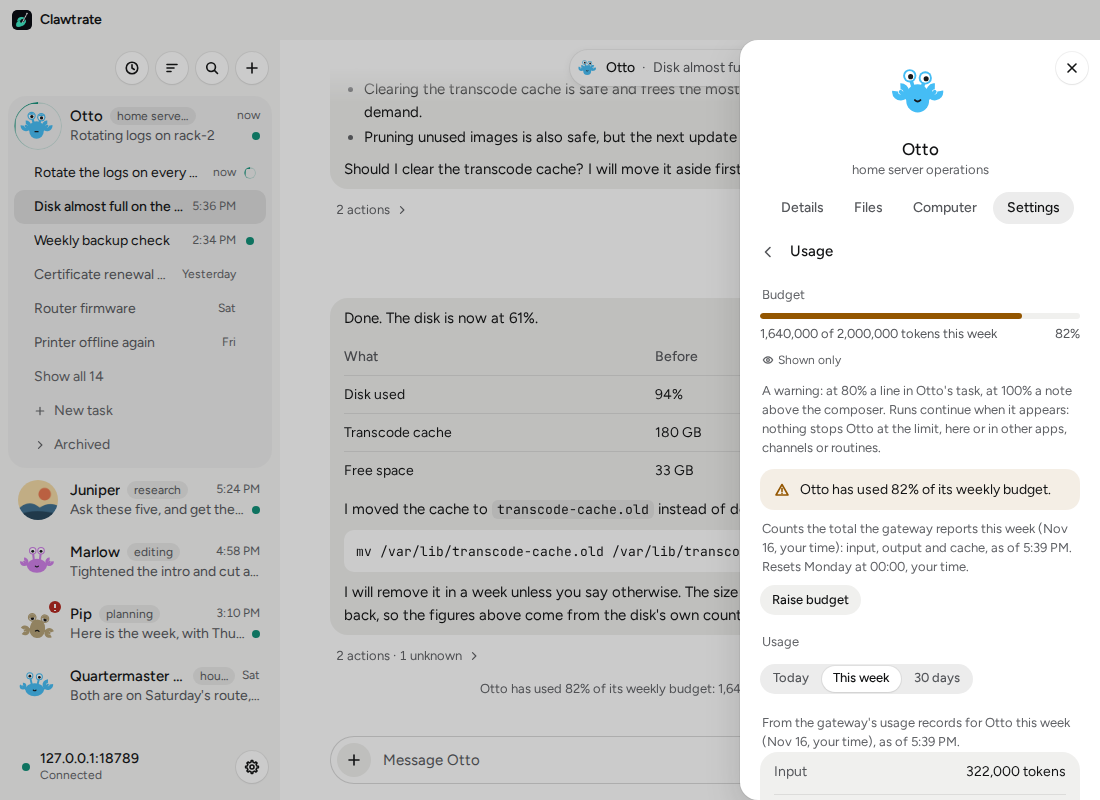 Clawtrate
Otto home serve... now
Rotating logs on rack-2
Rotate the logs on every ... now
Disk almost full on the ... 5:36 PM
Weekly backup check 2:34 PM
Certificate renewal ... Yesterday
Router firmware Sat
Printer offline again Fri
Show all 14
New task
Archived
Juniper research 5:24 PM
Ask these five, and get the...
Marlow editing 4:58 PM
Tightened the intro and cut a...
Pip planning 3:10 PM
Here is the week, with Thu...
Quartermaster ... hou... Sat
Both are on Saturday's route,...
127.0.0.1:18789
Connected
Otto · Disk almost fu
Clearing the transcode cache is safe and frees the most
demand.
Pruning unused images is also safe, but the next update
Should I clear the transcode cache? I will move it aside first
2 actions
Done. The disk is now at 61%.
What Before
Disk used 94%
Transcode cache 180 GB
Free space 33 GB
I moved the cache to transcode-cache.old instead of d
mv /var/lib/transcode-cache.old /var/lib/transco
I will remove it in a week unless you say otherwise. The size
back, so the figures above come from the disk's own count
2 actions · 1 unknown
Otto has used 82% of its weekly budget: 1,64
Message Otto
Otto
home server operations
Details Files Computer Settings
Usage
Budget
1,640,000 of 2,000,000 tokens this week 82%
Shown only
A warning: at 80% a line in Otto's task, at 100% a note
above the composer. Runs continue when it appears:
nothing stops Otto at the limit, here or in other apps,
channels or routines.
Otto has used 82% of its weekly budget.
Counts the total the gateway reports this week (Nov
16, your time): input, output and cache, as of 5:39 PM.
Resets Monday at 00:00, your time.
Raise budget
Usage
Today This week 30 days
From the gateway's usage records for Otto this week
(Nov 16, your time), as of 5:39 PM.
Input 322,000 tokens